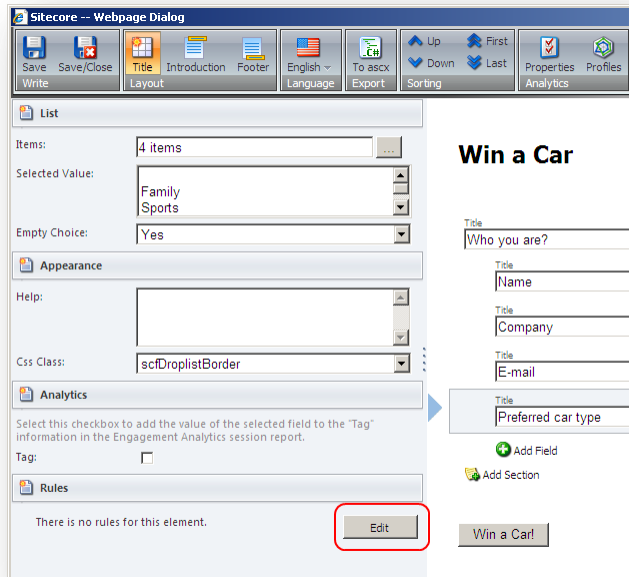 Sitecore -- Webpage Dialog
Save Save/Close Title Introduction Footer English To ascx Up First Down Last Properties Profiles
Write Layout Language Export Sorting Analytics
List
Items: 4 items ...
Selected Value: Family
Sports
Empty Choice: Yes
Appearance
Help:
Css Class: scfDroplistBorder
Analytics
Select this checkbox to add the value of the selected field to the "Tag"
information in the Engagement Analytics session report.
Tag:
Rules
There is no rules for this element. Edit
Win a Car
Title
Who you are?
Title
Name
Title
Company
Title
E-mail
Title
Preferred car type
Add Field
Add Section
Win a Car!